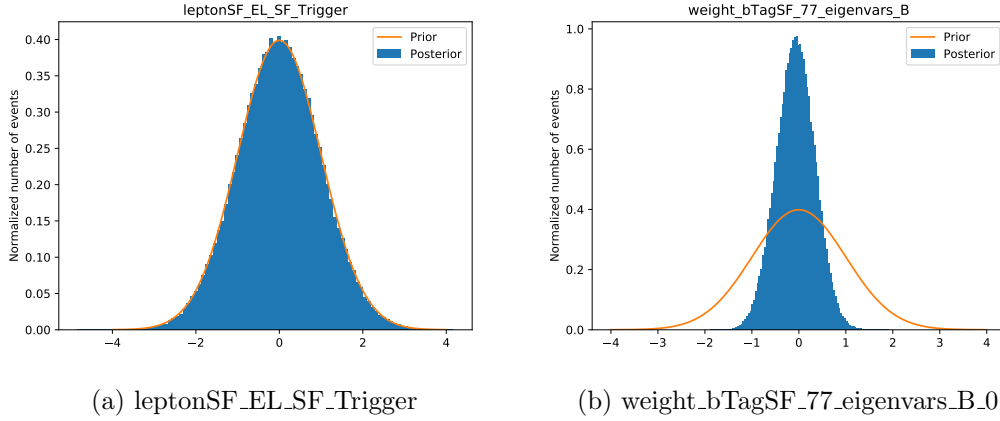 leptonSF_EL_SF_Trigger
Normalized number of events
0.40
0.35
0.30
0.25
0.20
0.15
0.10
0.05
0.00
−4 −2 0 2 4
Prior
Posterior
(a) leptonSF_EL_SF_Trigger
weight_bTagSF_77_eigenvars_B
Normalized number of events
1.0
0.8
0.6
0.4
0.2
0.0
−4 −3 −2 −1 0 1 2 3 4
Prior
Posterior
(b) weight_bTagSF_77_eigenvars_B_0